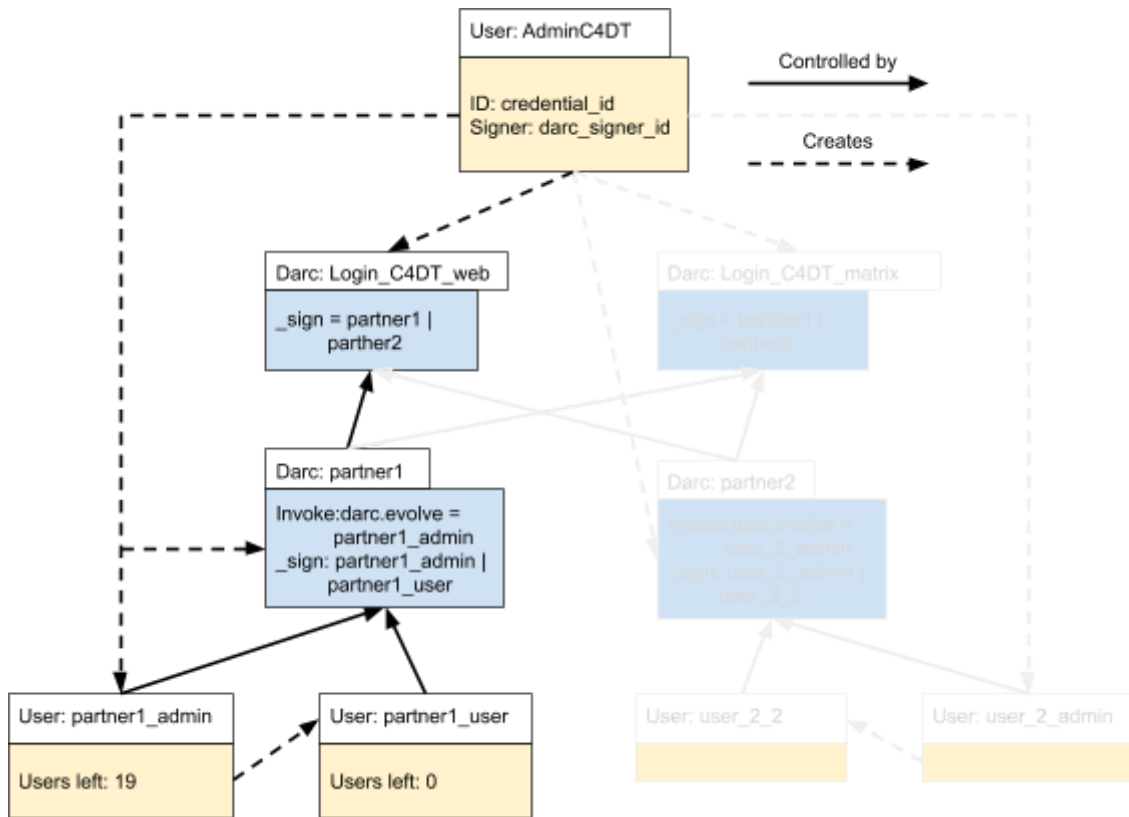 User: AdminC4DT
ID: credential_id
Signer: darc_signer_id
Controlled by
Creates
Darc: Login_C4DT_web
_sign = partner1 |
parther2
Darc: Login_C4DT_matrix
_sign = partner1 |
parther2
Darc: partner1
Invoke:darc.evolve =
partner1_admin
_sign: partner1_admin |
partner1_user
Darc: partner2
Invoke:darc.evolve =
user_2_admin
_sign: user_2_admin |
user_2_2
User: partner1_admin
Users left: 19
User: partner1_user
Users left: 0
User: user_2_2
User: user_2_admin